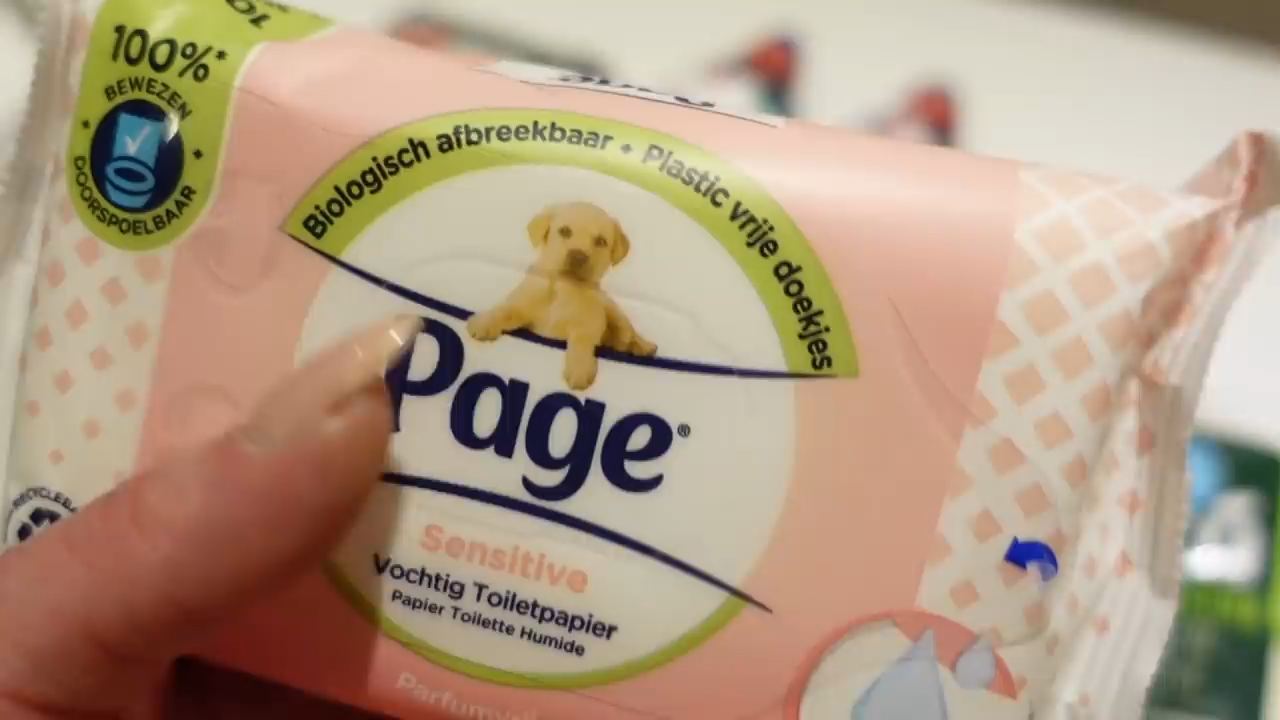 100%*
BEWEZEN
DOORSPOELBAAR
Biologisch afbreekbaar • Plastic vrije doekjes
Page®
Sensitive
Vochtig Toiletpapier
Papier Toilette Humide